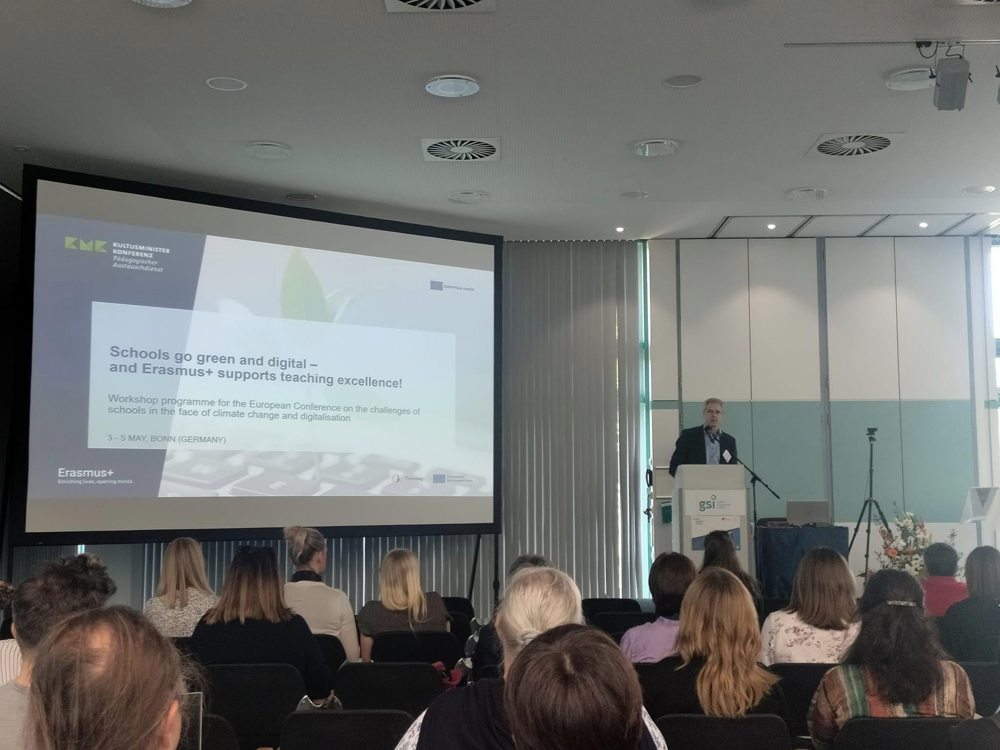 KMK
KULTUSMINISTER
KONFERENZ
Pädagogischer
Austauschdienst
EUROPEAN UNION
Schools go green and digital –
and Erasmus+ supports teaching excellence!
Workshop programme for the European Conference on the challenges of
schools in the face of climate change and digitalisation
3 - 5 MAY, BONN (GERMANY)
Erasmus+
Enriching lives, opening minds.
Twinning
Co-funded by
the European Union
gsi